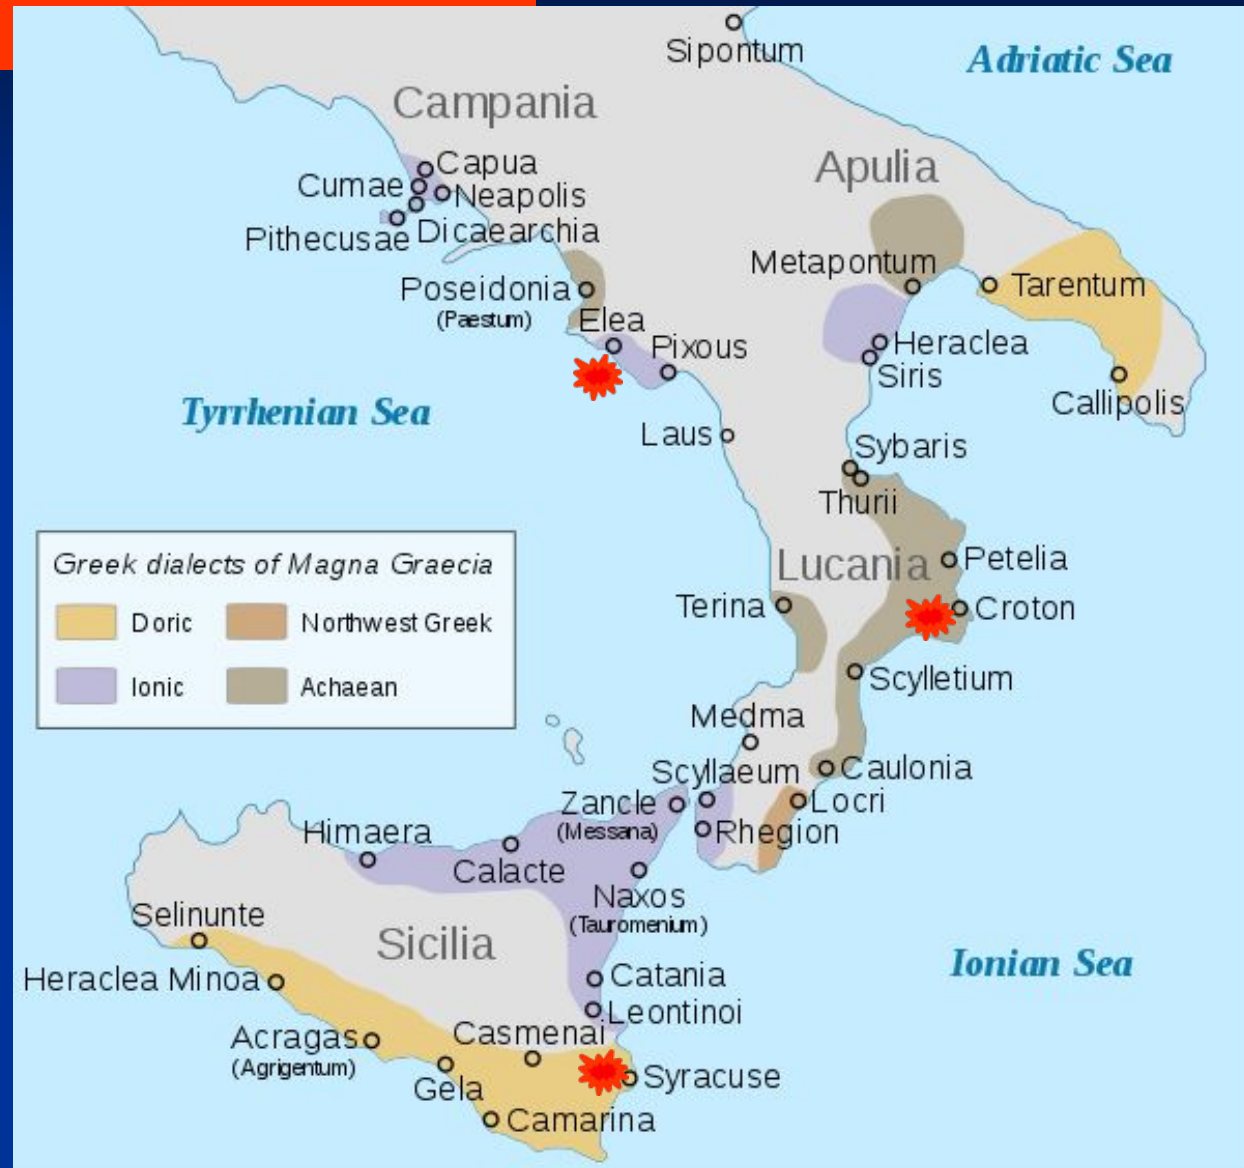 Sipontum
Adriatic Sea
Campania
Capua
Apulia
Cumae
Neapolis
Pithecusae
Dicaearchia
Metapontum
Poseidonia
(Paestum)
Tarentum
Elea
Pixous
Heraclea
Siris
Callipolis
Tyrrhenian Sea
Laus
Sybaris
Thurii
Greek dialects of Magna Graecia
Doric
Northwest Greek
Ionic
Achaean
Lucania
Petelia
Terina
Croton
Scylletium
Medma
Scyllaeum
Caulonia
Zancle
(Messana)
Locri
Himaera
Rhegion
Calacte
Naxos
(Tauromenium)
Selinunte
Sicilia
Ionian Sea
Heraclea Minoa
Catania
Leontinoi
Acragas
(Agrigentum)
Casmenai
Gela
Syracuse
Camarina